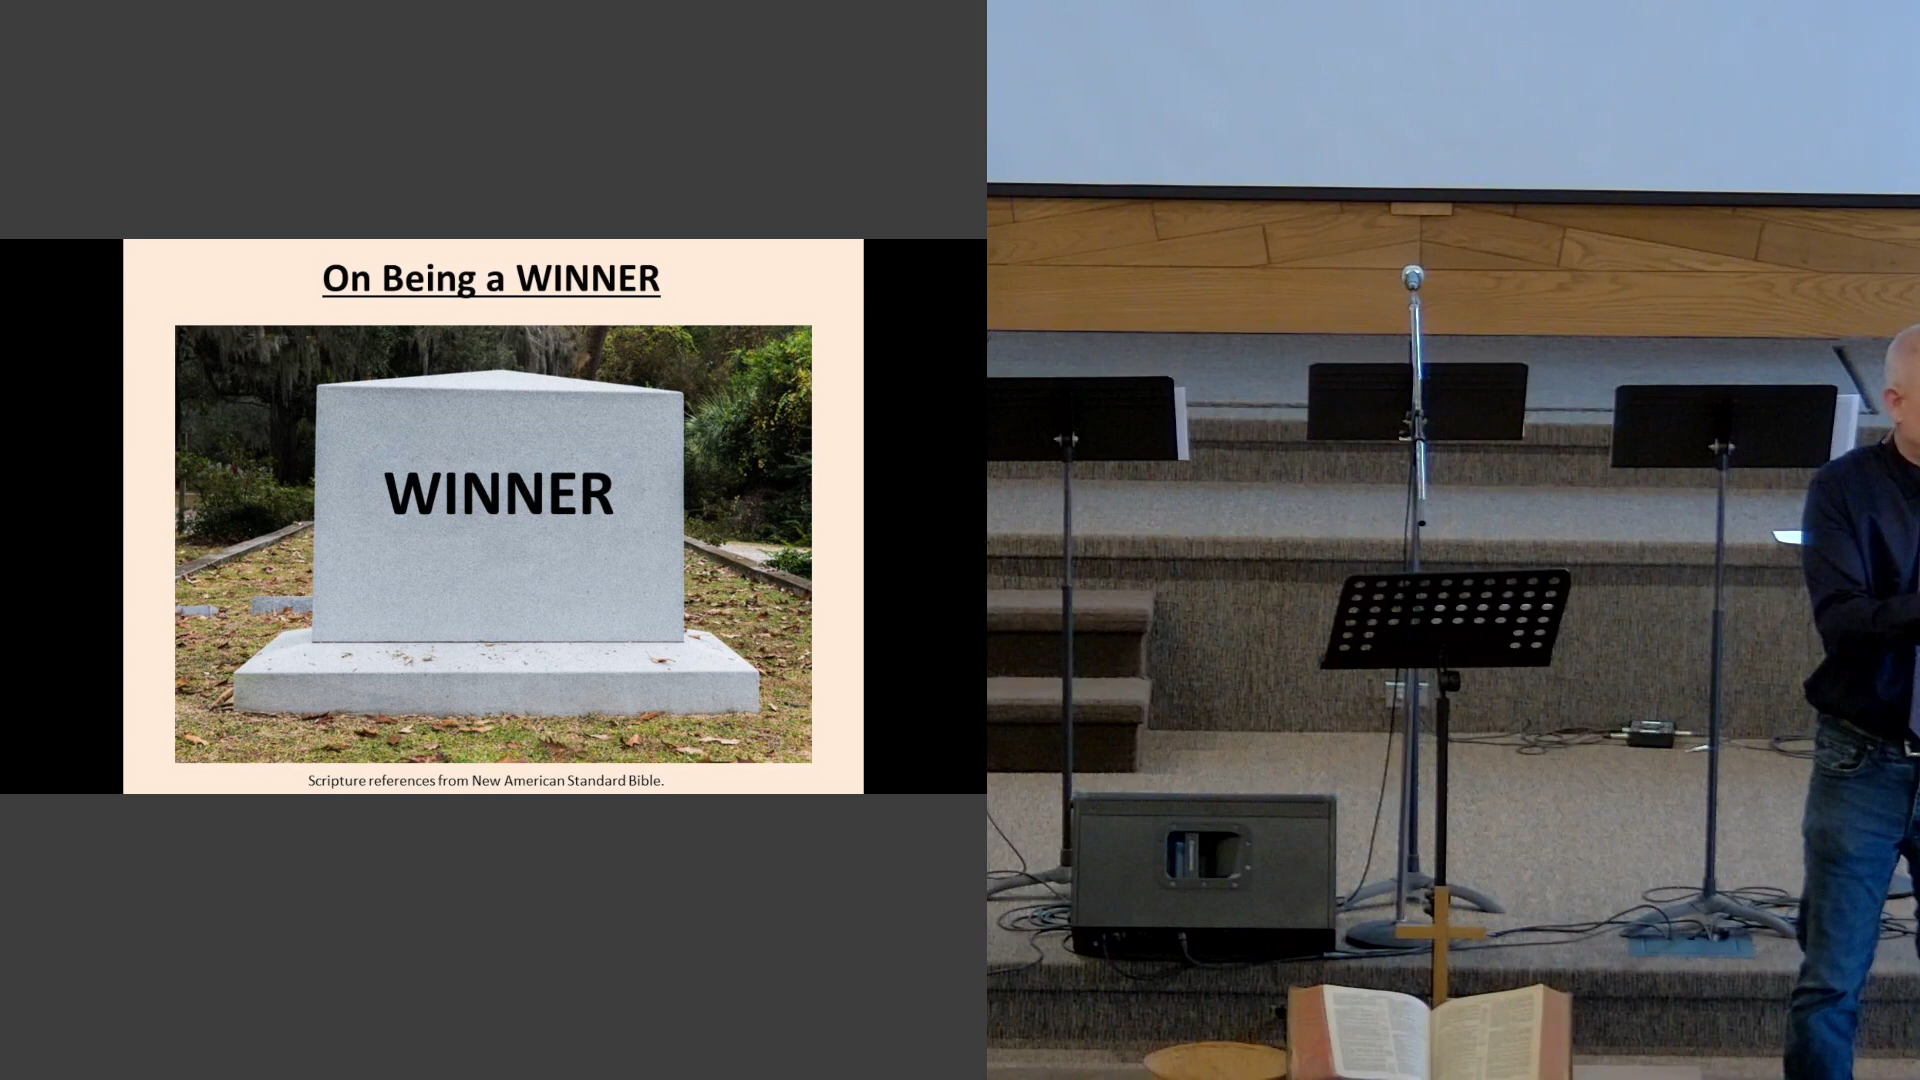 On Being a WINNER
WINNER
Scripture references from New American Standard Bible.